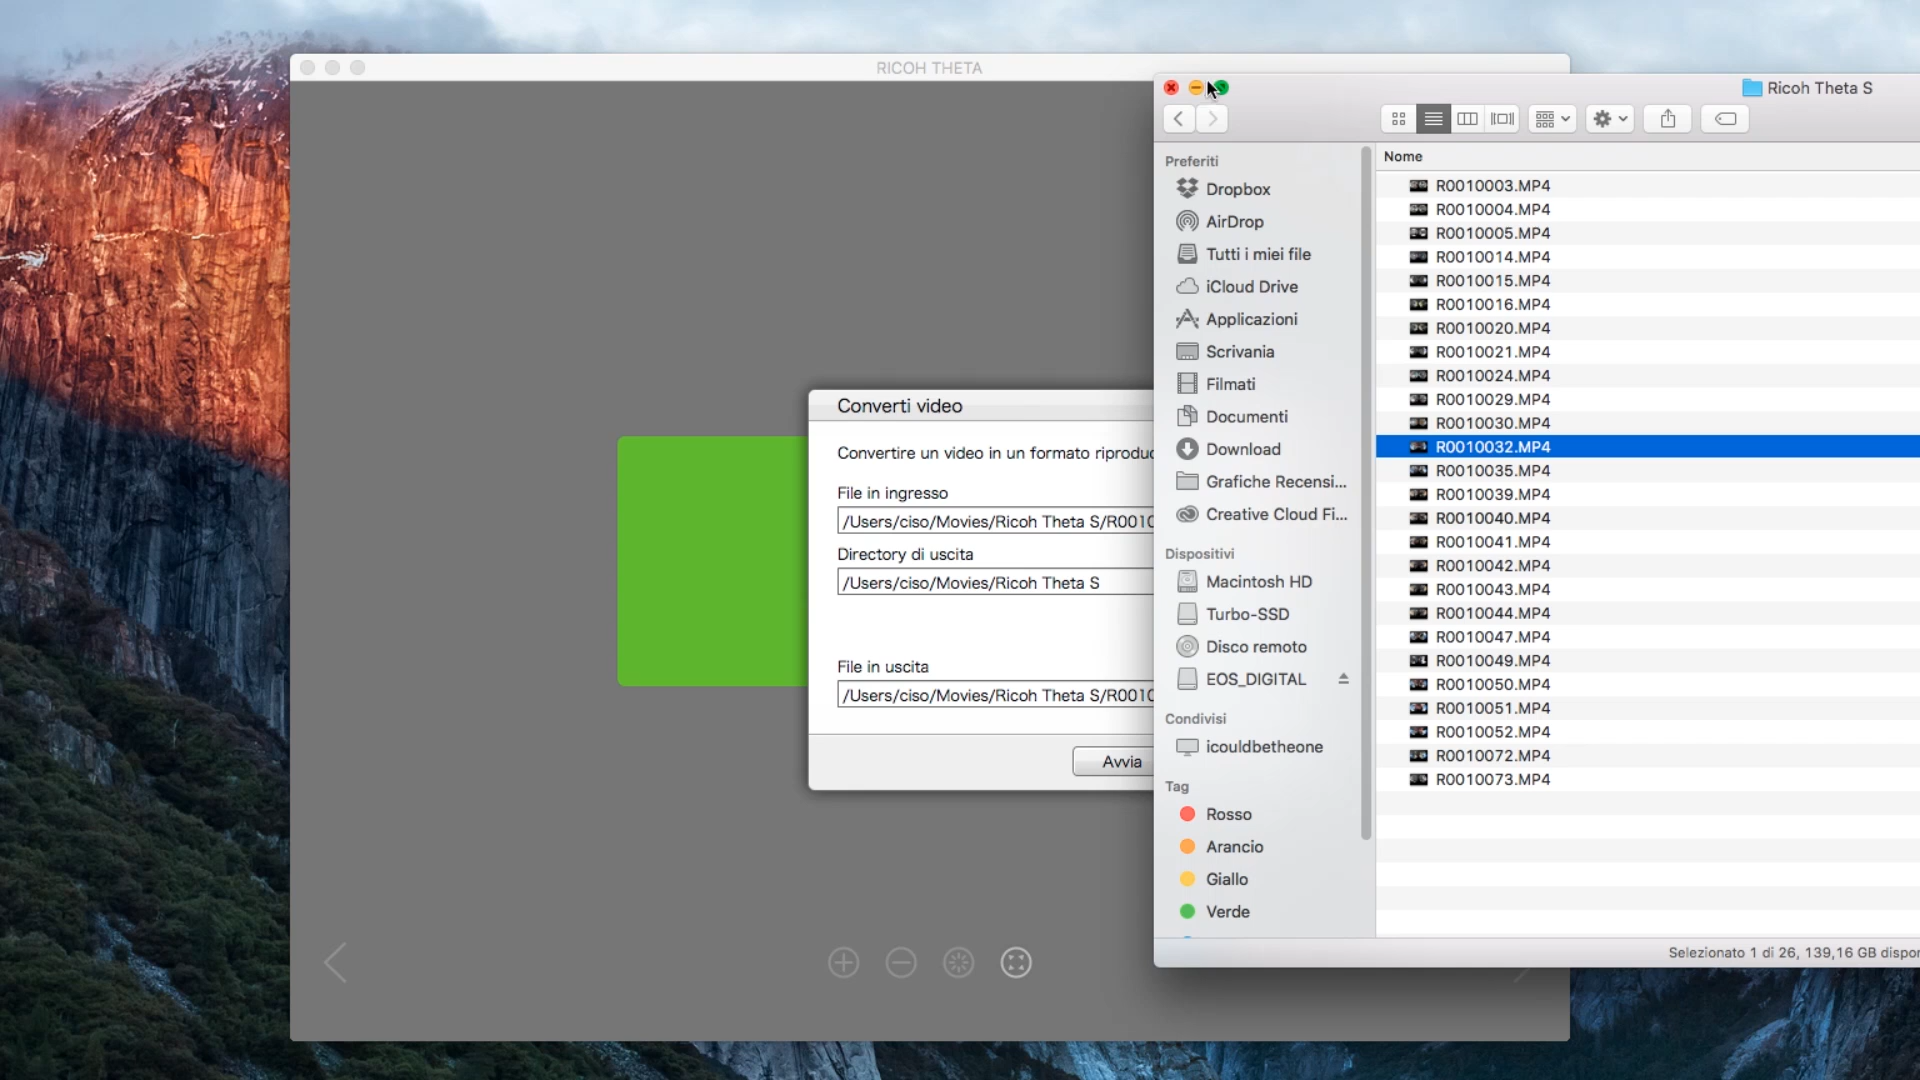 RICOH THETA
Ricoh Theta S
Converti video
Convertire un video in un formato
File in ingresso
/Users/ciso/Movies/Ricoh Theta S/R0010
Directory di uscita
/Users/ciso/Movies/Ricoh Theta S
File in uscita
/Users/ciso/Movies/Ricoh Theta S/R0010
Avvia
Preferiti
Dropbox
AirDrop
Tutti i miei file
iCloud Drive
Applicazioni
Scrivania
Filmati
Documenti
Download
Grafiche Recensi...
Creative Cloud Fi...
Dispositivi
Macintosh HD
Turbo-SSD
Disco remoto
EOS_DIGITAL
Condivisi
icouldbetheone
Tag
Rosso
Arancio
Giallo
Verde
Nome
R0010003.MP4
R0010004.MP4
R0010005.MP4
R0010014.MP4
R0010015.MP4
R0010016.MP4
R0010020.MP4
R0010021.MP4
R0010024.MP4
R0010029.MP4
R0010030.MP4
R0010032.MP4
R0010035.MP4
R0010039.MP4
R0010040.MP4
R0010041.MP4
R0010042.MP4
R0010043.MP4
R0010044.MP4
R0010047.MP4
R0010049.MP4
R0010050.MP4
R0010051.MP4
R0010052.MP4
R0010072.MP4
R0010073.MP4
Selezionato 1 di 26, 139,16 GB